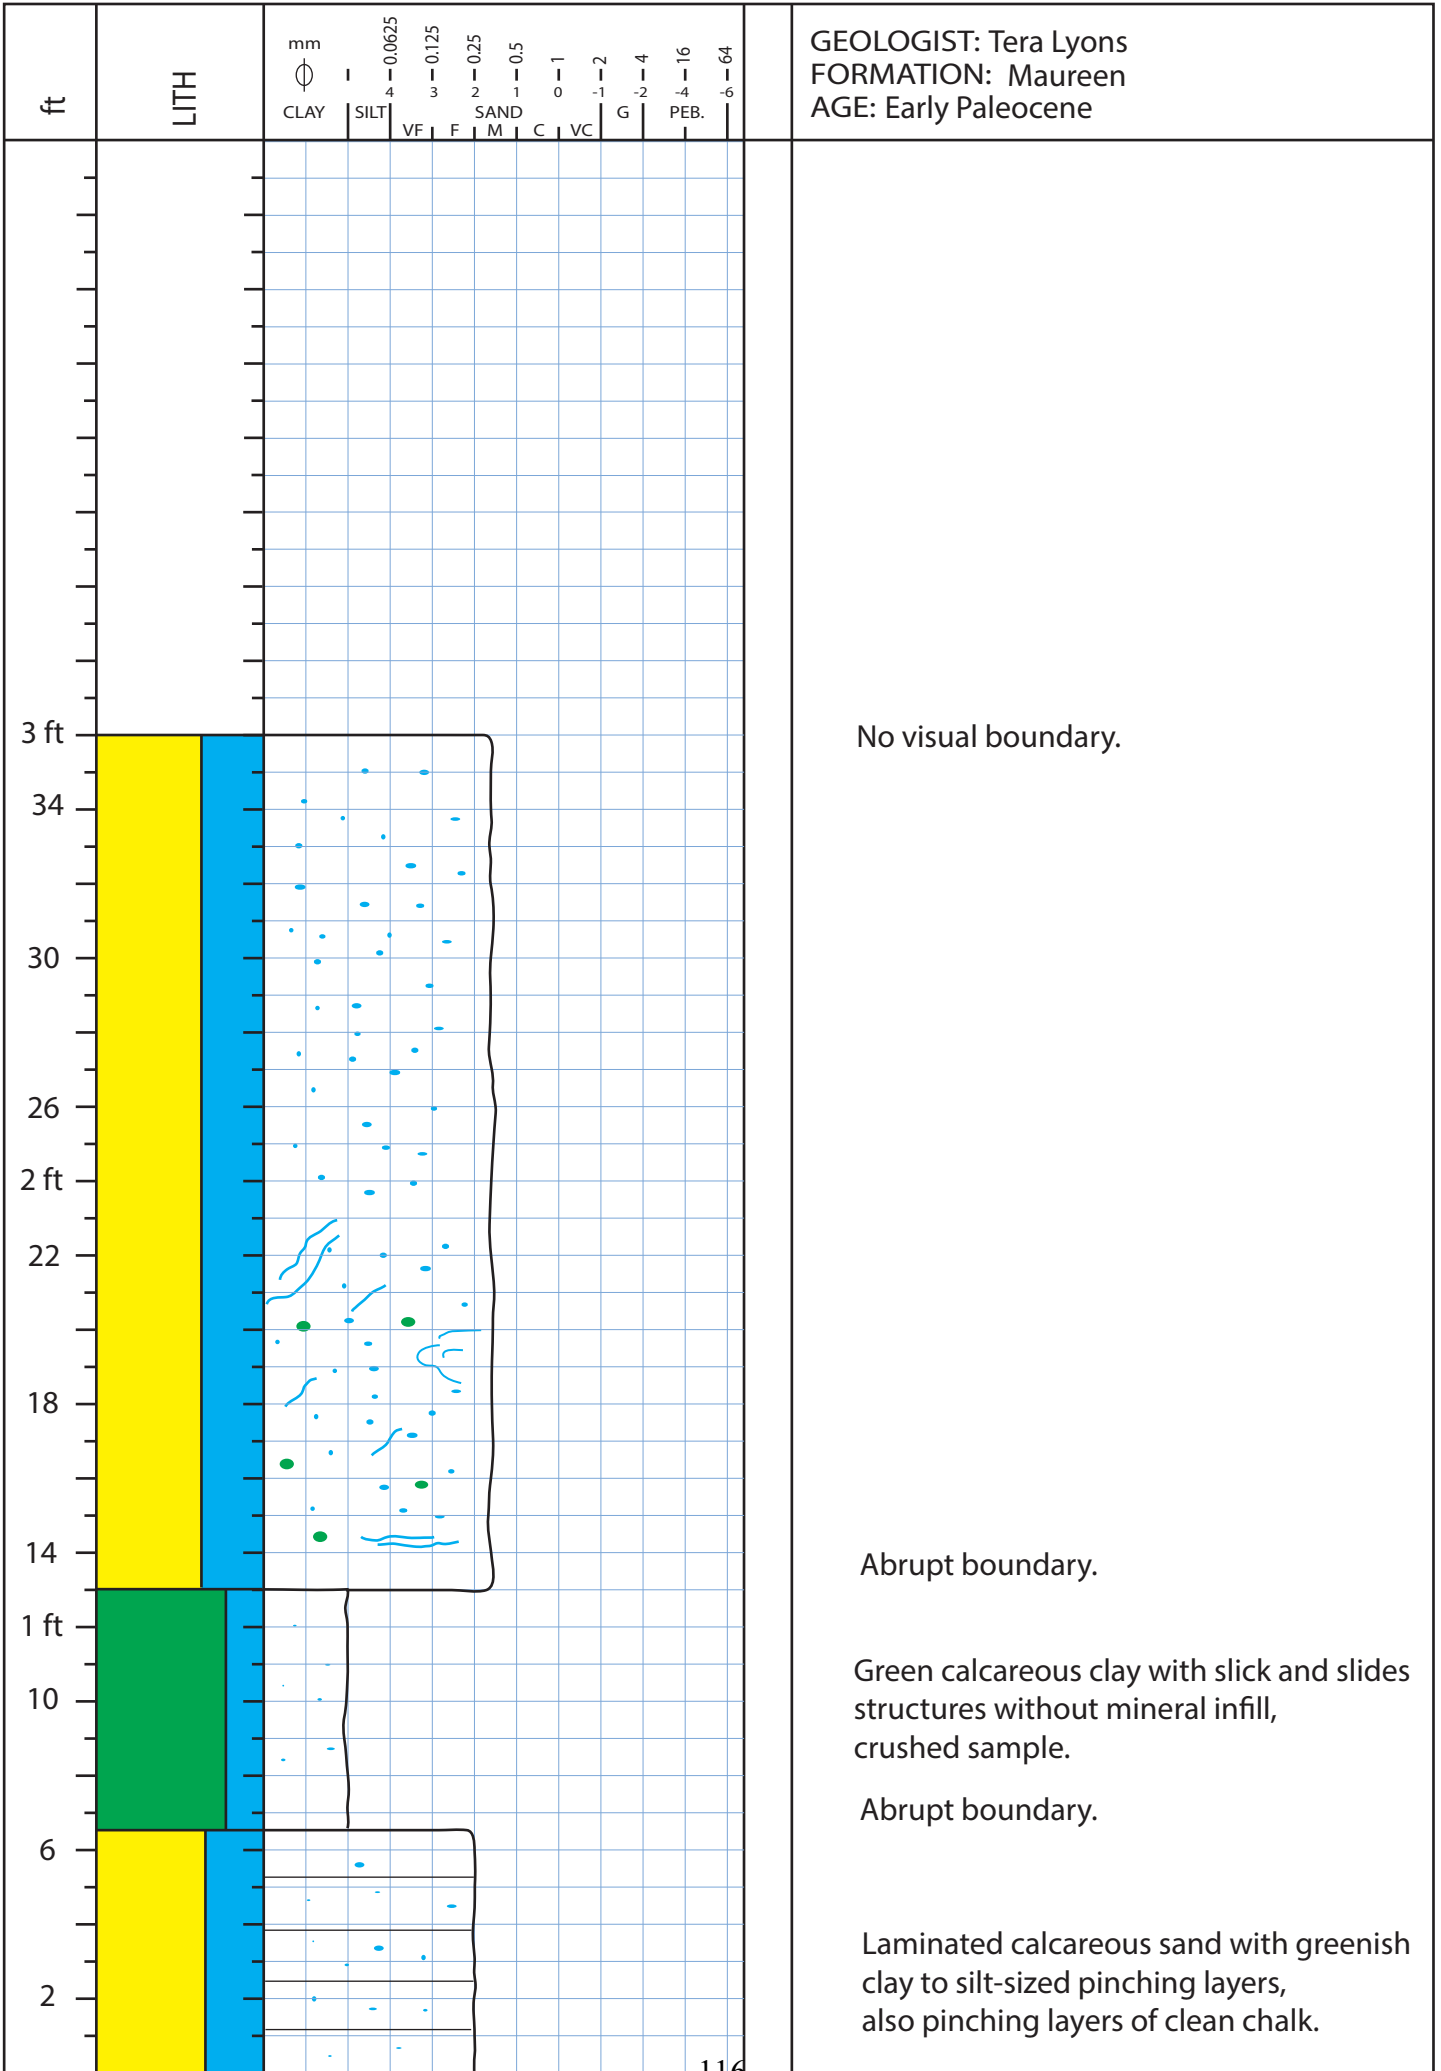 ft
LITH
mm
0.0625
0.125
0.25
0.5
1
2
4
16
64
4
3
2
1
0
-1
-2
-4
-6
CLAY
SILT
SAND
G
PEB.
VF
F
M
C
VC
GEOLOGIST: Tera Lyons
FORMATION: Maureen
AGE: Early Paleocene
3 ft
No visual boundary.
34
30
26
2 ft
22
18
14
Abrupt boundary.
1 ft
Green calcareous clay with slick and slides
10
structures without mineral infill,
crushed sample.
Abrupt boundary.
6
Laminated calcareous sand with greenish
clay to silt-sized pinching layers,
2
also pinching layers of clean chalk.
116